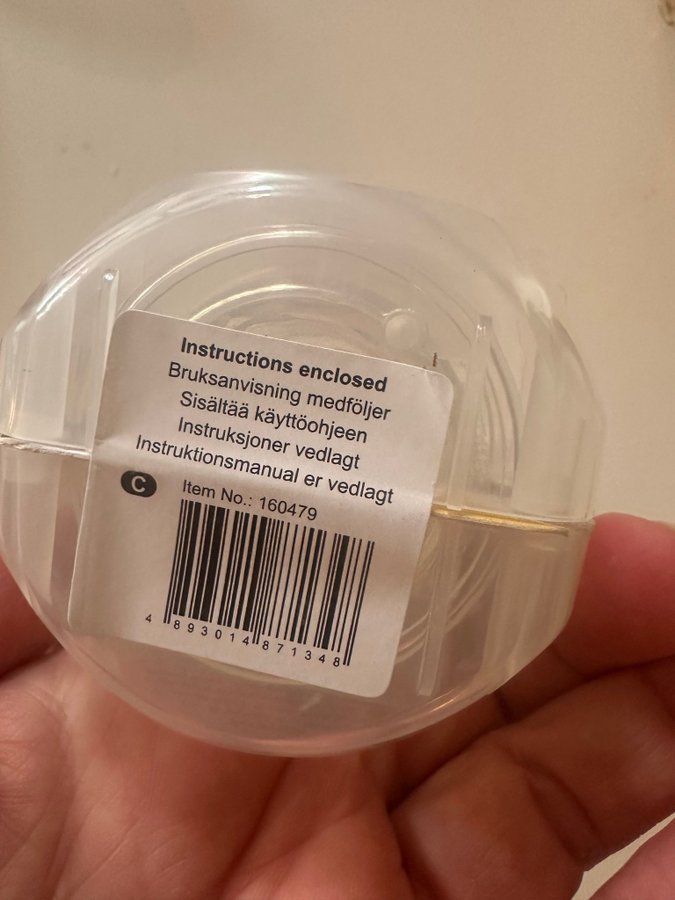 Instructions enclosed
Bruksanvisning medföljer
Sisältää käyttöohjeen
Instruksjoner vedlagt
Instruktionsmanual er vedlagt
C
Item No.: 160479
4 893014 871348